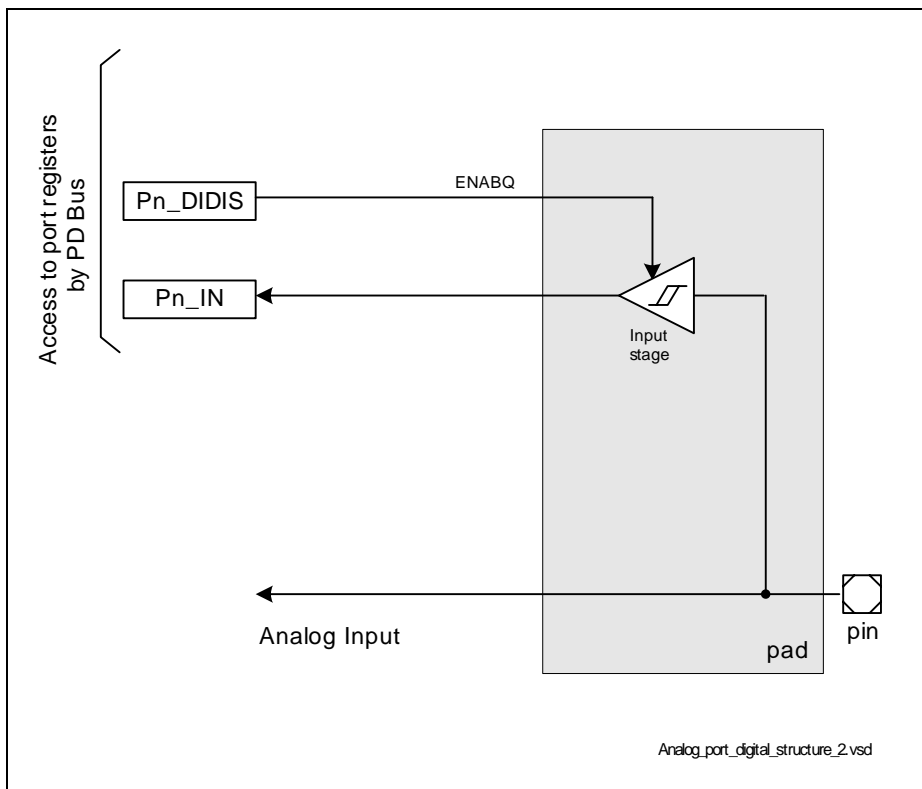 Access to port registers
by PD Bus
Pn_DIDIS
ENABQ
Pn_IN
Input
stage
Analog Input
pad
pin
Analog_port_digital_structure_2.vsd